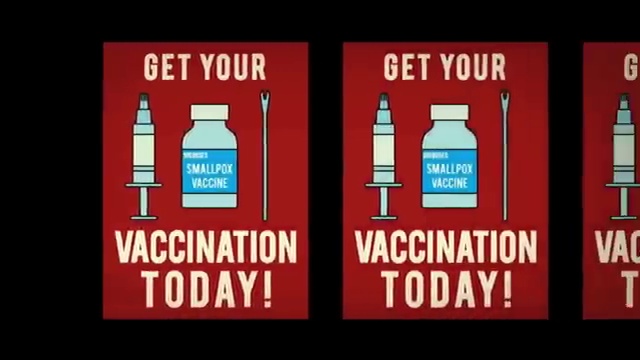 GET YOUR
SMALLPOX
VACCINE
VACCINATION
TODAY!
GET YOUR
SMALLPOX
VACCINE
VACCINATION
TODAY!
G
VAC
T